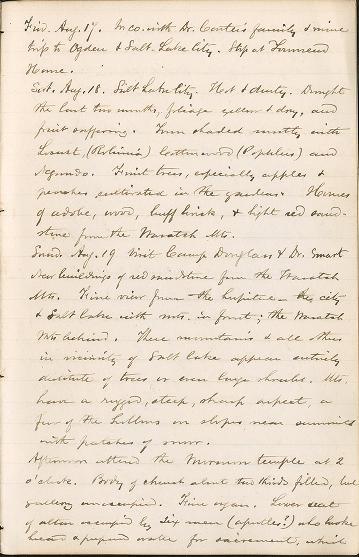 Fri. Aug. 17. In co. with Dr. Canter's family & mine
trip to Ogden & Salt-Lake City. Stop at Townsend
House.
Sat. Aug. 18. Salt Lake City. Hot & dusty. Drought
the last two months, foliage yellow & dry, and
fruit suffering. Town shaded mostly with
Locust, (Robinia) Cottonwood (Populus) and
Negundo. Fruit trees, especially apples &
peaches cultivated in the gardens. Houses
of adobe, wood, buff brick, & light red sand-
stone from the Wasatch Mts.
Sund. Aug. 19 Visit Camp Douglass & Dr. Smart
New buildings of red sandstone from the Wasatch
Mts. Fine view from the hospital the city
& Salt Lake with mts. in front; the Wasatch
Mts behind. These mountains & all others
in vicinity of Salt Lake appear entirely
destitute of trees or even large shrubs. Mts.
have a rugged, steep, sharp aspect, a
few of the on slopes near summit
with patches of snow.
Afternoon attend the Mormon temple at 2
o'clock. Body of church about two thirds filled, but
gallery unoccupied. Fine organ. Lower seat
of altar occupied by six men (apostles?) who broke
bread for sacrament, which